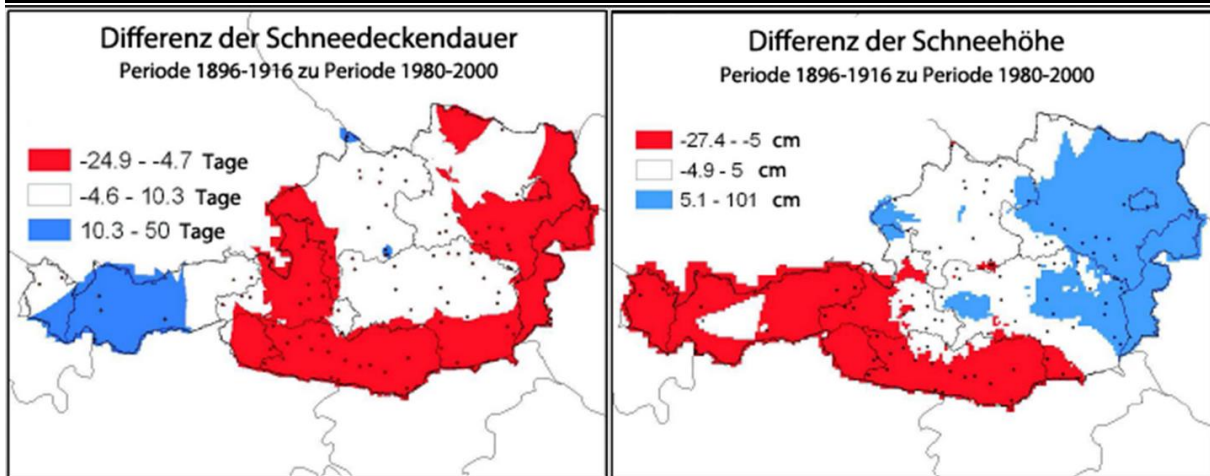 Differenz der Schneedeckendauer
Periode 1896-1916 zu Periode 1980-2000
-24.9 - -4.7 Tage
-4.6 - 10.3 Tage
10.3 - 50 Tage
Differenz der Schneehöhe
Periode 1896-1916 zu Periode 1980-2000
-27.4 - -5 cm
-4.9 - 5 cm
5.1 - 101 cm